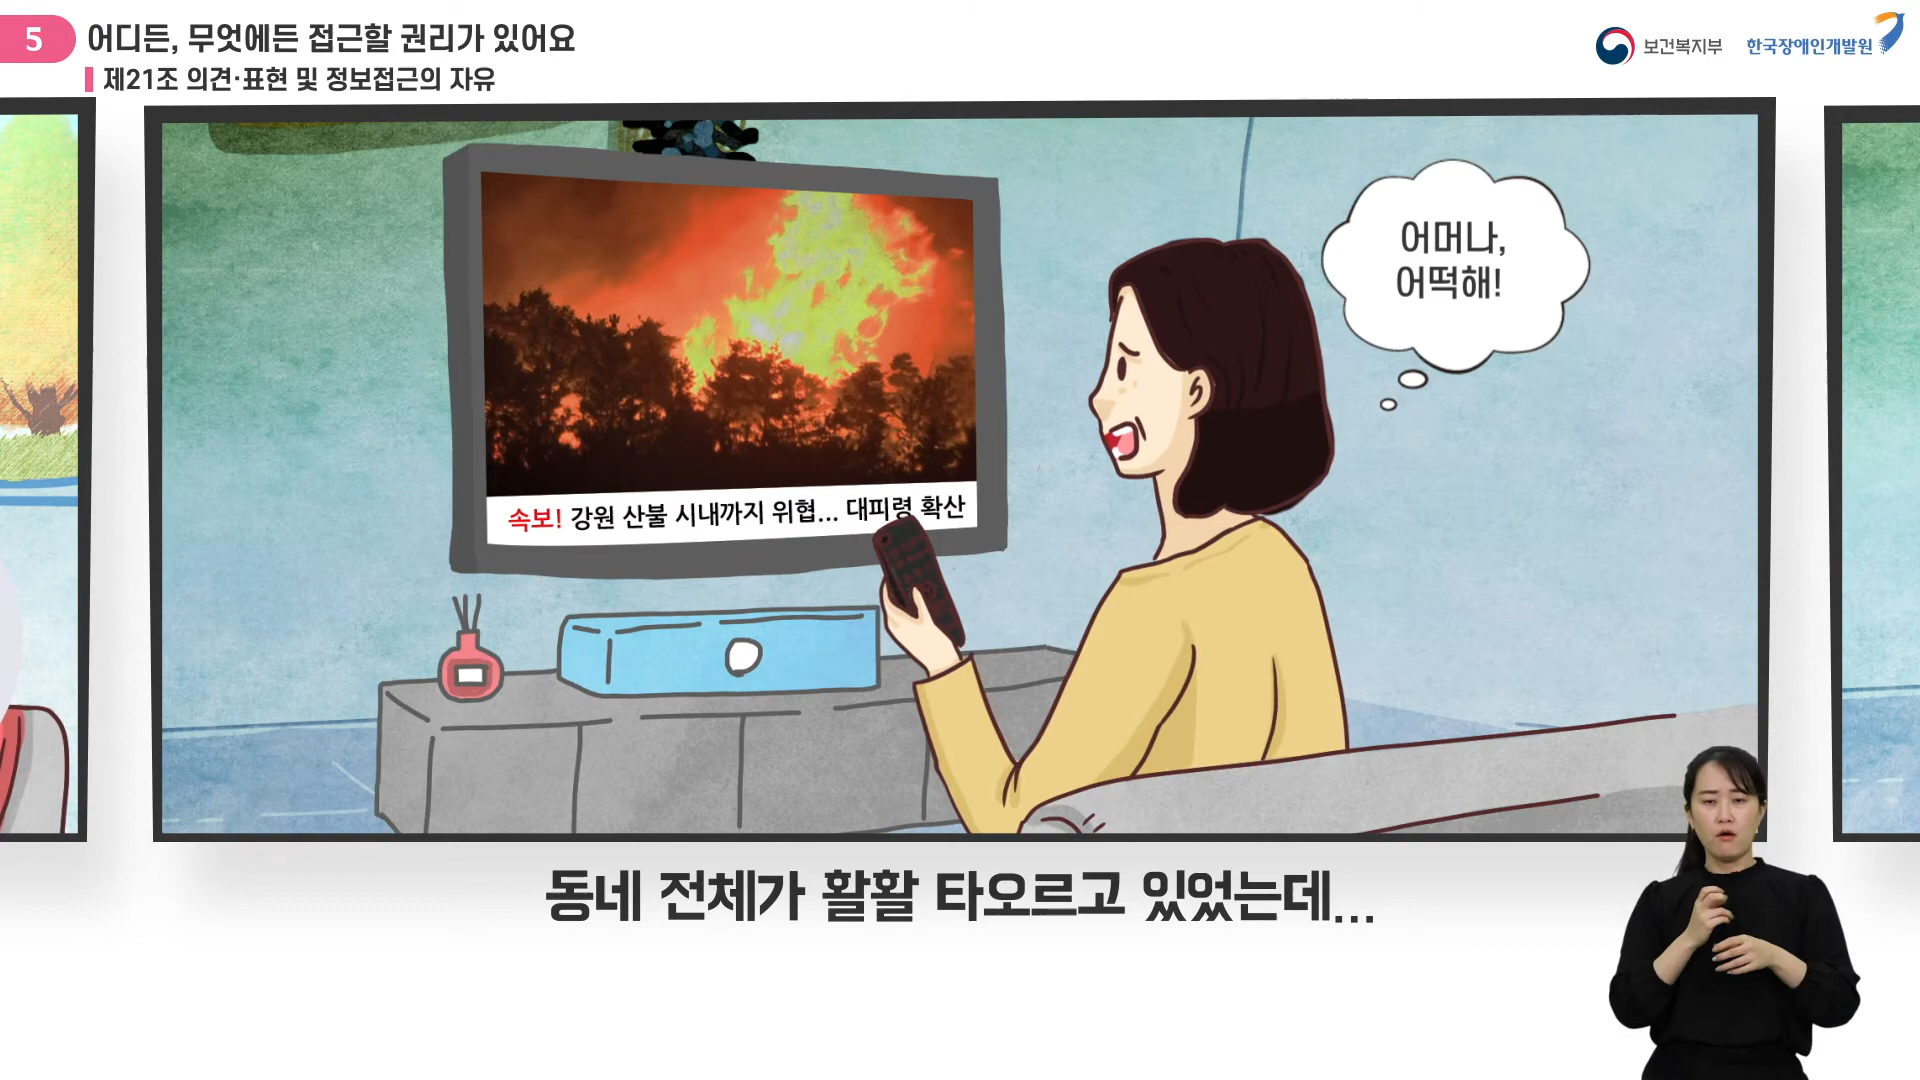 5
어디든, 무엇에든 접근할 권리가 있어요
제21조 의견·표현 및 정보접근의 자유
보건복지부
한국장애인개발원
어머나,
어떡해!
속보! 강원 산불 시내까지 위협... 대피령 확산
동네 전체가 활활 타오르고 있었는데...